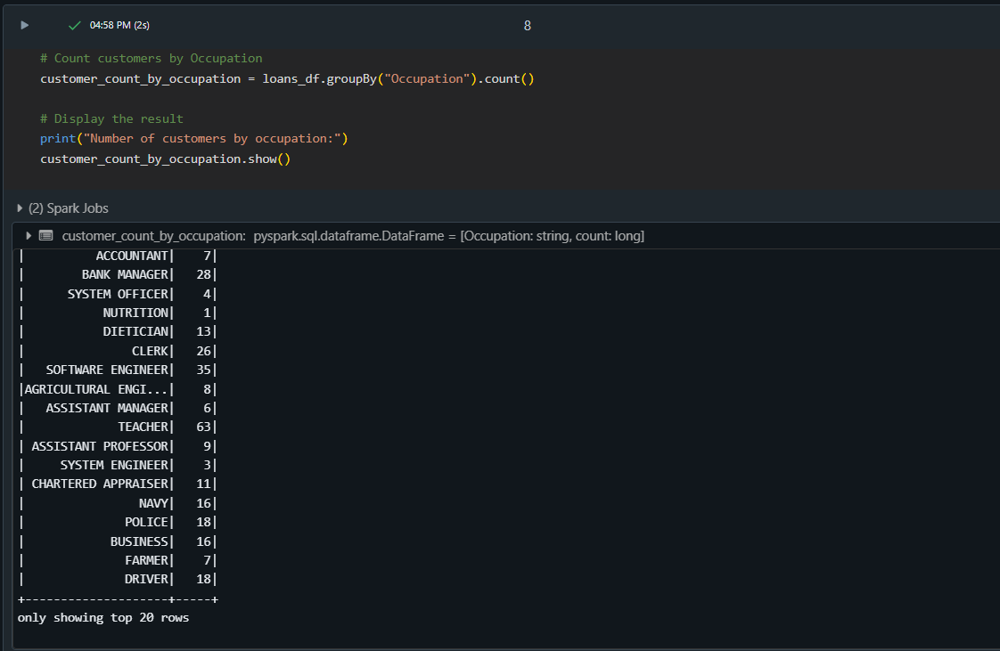 04:58 PM (2s)
8
# Count customers by Occupation
customer_count_by_occupation = loans_df.groupBy("Occupation").count()
# Display the result
print("Number of customers by occupation:")
customer_count_by_occupation.show()
(2) Spark Jobs
customer_count_by_occupation: pyspark.sql.dataframe.DataFrame = [Occupation: string, count: long]
|          ACCOUNTANT|    7|
|        BANK MANAGER|   28|
|      SYSTEM OFFICER|    4|
|           NUTRITION|    1|
|           DIETICIAN|   13|
|               CLERK|   26|
|   SOFTWARE ENGINEER|   35|
|AGRICULTURAL ENGI...|    8|
|   ASSISTANT MANAGER|    6|
|             TEACHER|   63|
| ASSISTANT PROFESSOR|    9|
|     SYSTEM ENGINEER|    3|
| CHARTERED APPRAISER|   11|
|                NAVY|   16|
|              POLICE|   18|
|            BUSINESS|   16|
|              FARMER|    7|
|              DRIVER|   18|
+--------------------+-----+
only showing top 20 rows